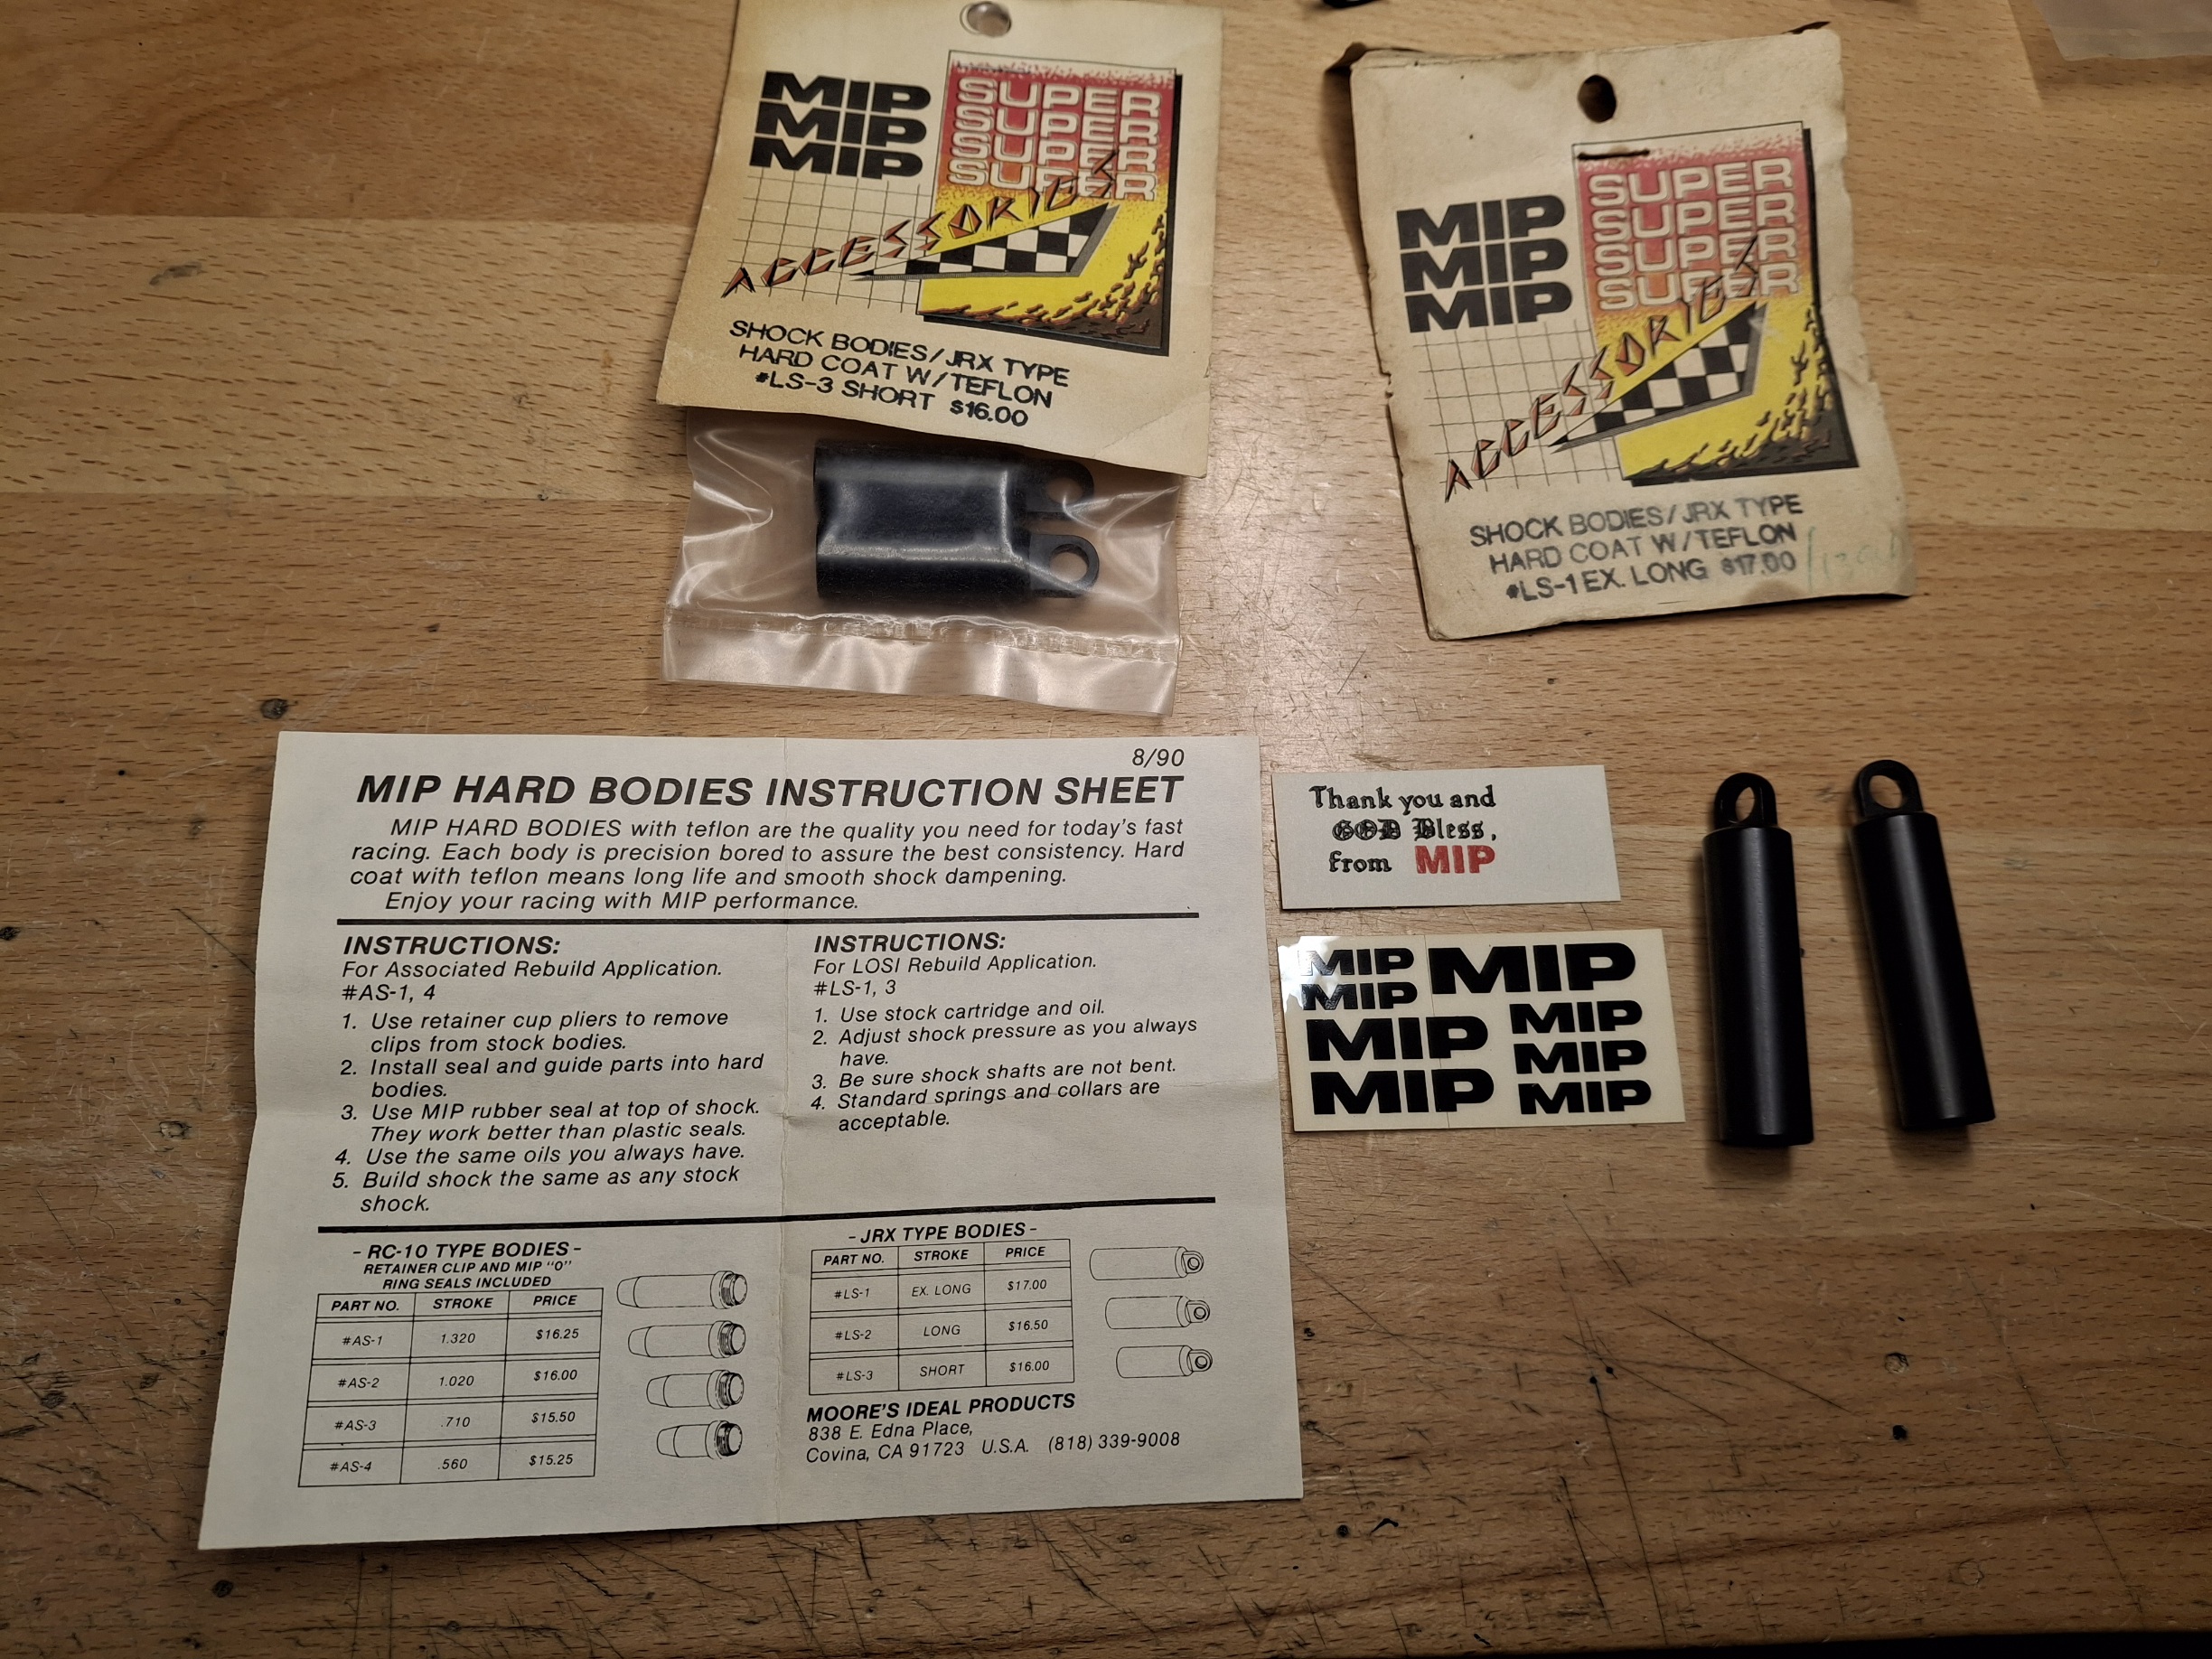 MIP
MIP
MIP
SUPER
SUPER
SUPER
SUPER
ACCESSORIES
SHOCK BODIES/JRX TYPE
HARD COAT W/TEFLON
#LS-3 SHORT $16.00
MIP
MIP
MIP
SUPER
SUPER
SUPER
SUPER
ACCESSORIES
SHOCK BODIES/JRX TYPE
HARD COAT W/TEFLON
#LS-1 EX. LONG $17.00
8/90
MIP HARD BODIES INSTRUCTION SHEET
MIP HARD BODIES with teflon are the quality you need for today's fast
racing. Each body is precision bored to assure the best consistency. Hard
coat with teflon means long life and smooth shock dampening.
Enjoy your racing with MIP performance.
INSTRUCTIONS:
For Associated Rebuild Application.
#AS-1, 4
1. Use retainer cup pliers to remove
clips from stock bodies.
2. Install seal and guide parts into hard
bodies.
3. Use MIP rubber seal at top of shock.
They work better than plastic seals.
4. Use the same oils you always have.
5. Build shock the same as any stock
shock.
INSTRUCTIONS:
For LOSI Rebuild Application.
#LS-1, 3
1. Use stock cartridge and oil.
2. Adjust shock pressure as you always
have.
3. Be sure shock shafts are not bent.
4. Standard springs and collars are
acceptable.
- RC-10 TYPE BODIES -
RETAINER CLIP AND MIP "O"
RING SEALS INCLUDED
PART NO. STROKE PRICE
#AS-1 1.320 $16.25
#AS-2 1.020 $16.00
#AS-3 .710 $15.50
#AS-4 .560 $15.25
- JRX TYPE BODIES -
PART NO. STROKE PRICE
#LS-1 EX. LONG $17.00
#LS-2 LONG $16.50
#LS-3 SHORT $16.00
MOORE'S IDEAL PRODUCTS
838 E. Edna Place,
Covina, CA 91723 U.S.A. (818) 339-9008
Thank you and
GOD Bless,
from MIP
MIP MIP
MIP
MIP MIP
MIP
MIP MIP